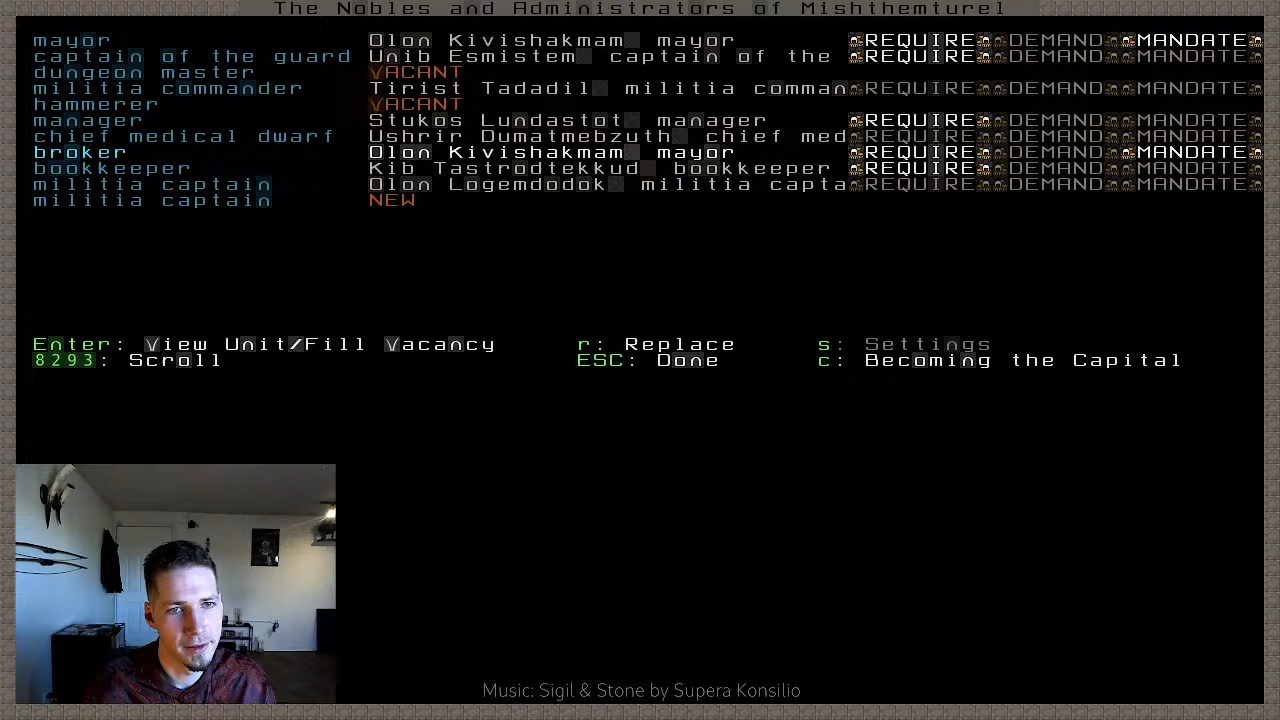 The Nobles and Administrators of Mishthemturel
mayor Olon Kivishakmam mayor REQUIRE DEMAND MANDATE
captain of the guard Unib Esmistem captain of the REQUIRE DEMAND MANDATE
dungeon master VACANT
militia commander Tirist Tadadil militia comman REQUIRE DEMAND MANDATE
hammerer VACANT
manager Stukos Lundastot manager REQUIRE DEMAND MANDATE
chief medical dwarf Ushrir Dumanmebzuth chief med REQUIRE DEMAND MANDATE
broker Olon Kivishakmam mayor REQUIRE DEMAND MANDATE
bookkeeper Kib Tastrodtekkud bookkeeper REQUIRE DEMAND MANDATE
militia captain Olon Logemdodok militia capta REQUIRE DEMAND MANDATE
militia captain NEW
Enter: View Unit/Fill Vacancy r: Replace s: Settings
8293: Scroll ESC: Done c: Becoming the Capital
Music: Sigil & Stone by Supera Konsilio